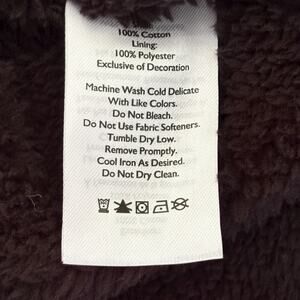 100% Cotton
Lining:
100% Polyester
Exclusive of Decoration
Machine Wash Cold Delicate
With Like Colors.
Do Not Bleach.
Do Not Use Fabric Softeners.
Tumble Dry Low.
Remove Promptly.
Cool Iron As Desired.
Do Not Dry Clean.